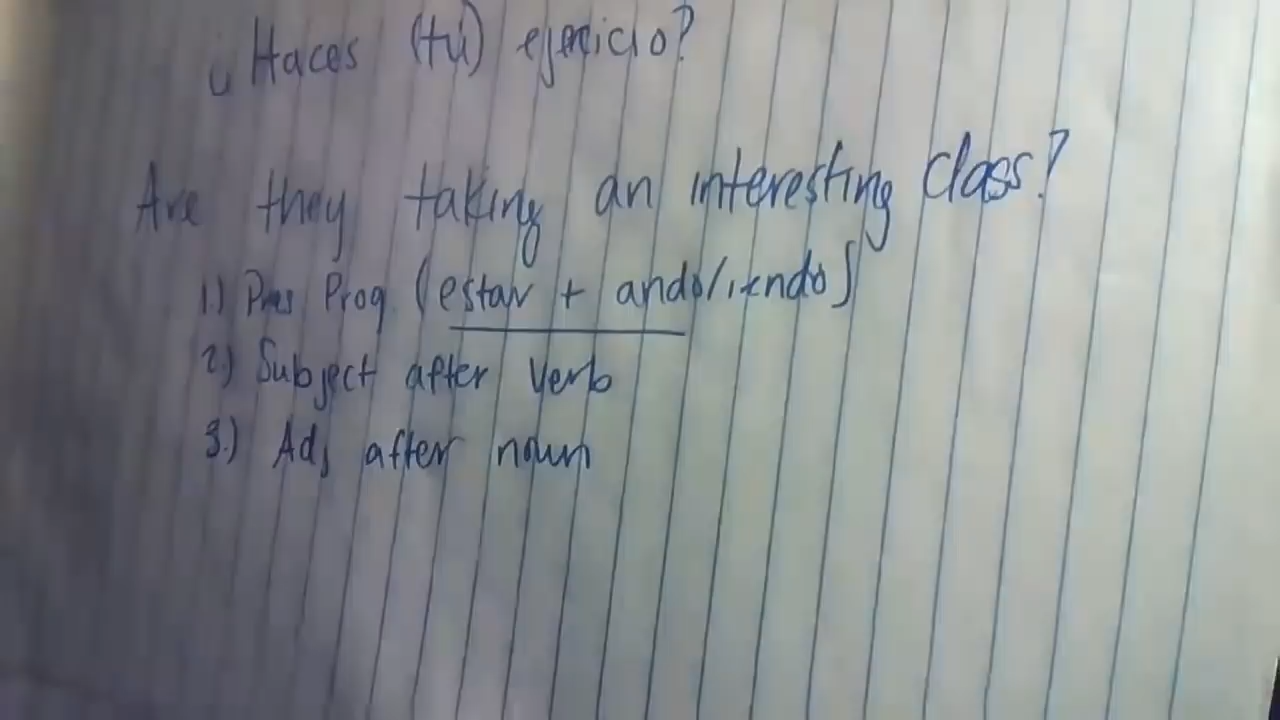 ¿Haces (tú) ejercicio?
Are they taking an interesting class?
1.) Pres Prog (estar + ando/iendo)
2.) Subject after verb
3.) Adj after noun